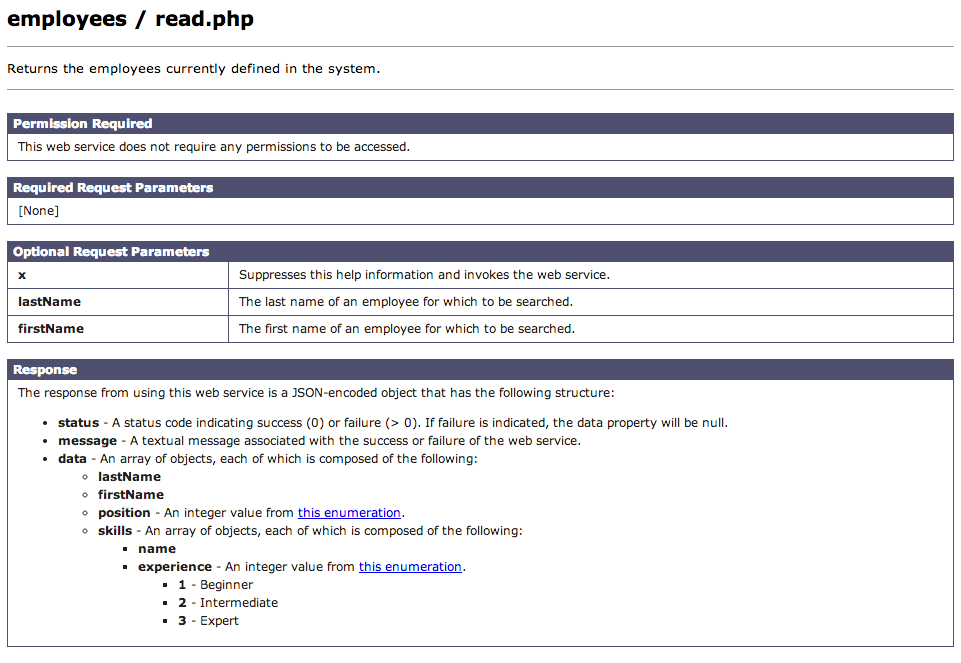 employees / read.php
Returns the employees currently defined in the system.
Permission Required
This web service does not require any permissions to be accessed.
Required Request Parameters
[None]
Optional Request Parameters
x Suppresses this help information and invokes the web service.
lastName The last name of an employee for which to be searched.
firstName The first name of an employee for which to be searched.
Response
The response from using this web service is a JSON-encoded object that has the following structure:
status - A status code indicating success (0) or failure (> 0). If failure is indicated, the data property will be null.
message - A textual message associated with the success or failure of the web service.
data - An array of objects, each of which is composed of the following:
lastName
firstName
position - An integer value from this enumeration.
skills - An array of objects, each of which is composed of the following:
name
experience - An integer value from this enumeration.
1 - Beginner
2 - Intermediate
3 - Expert